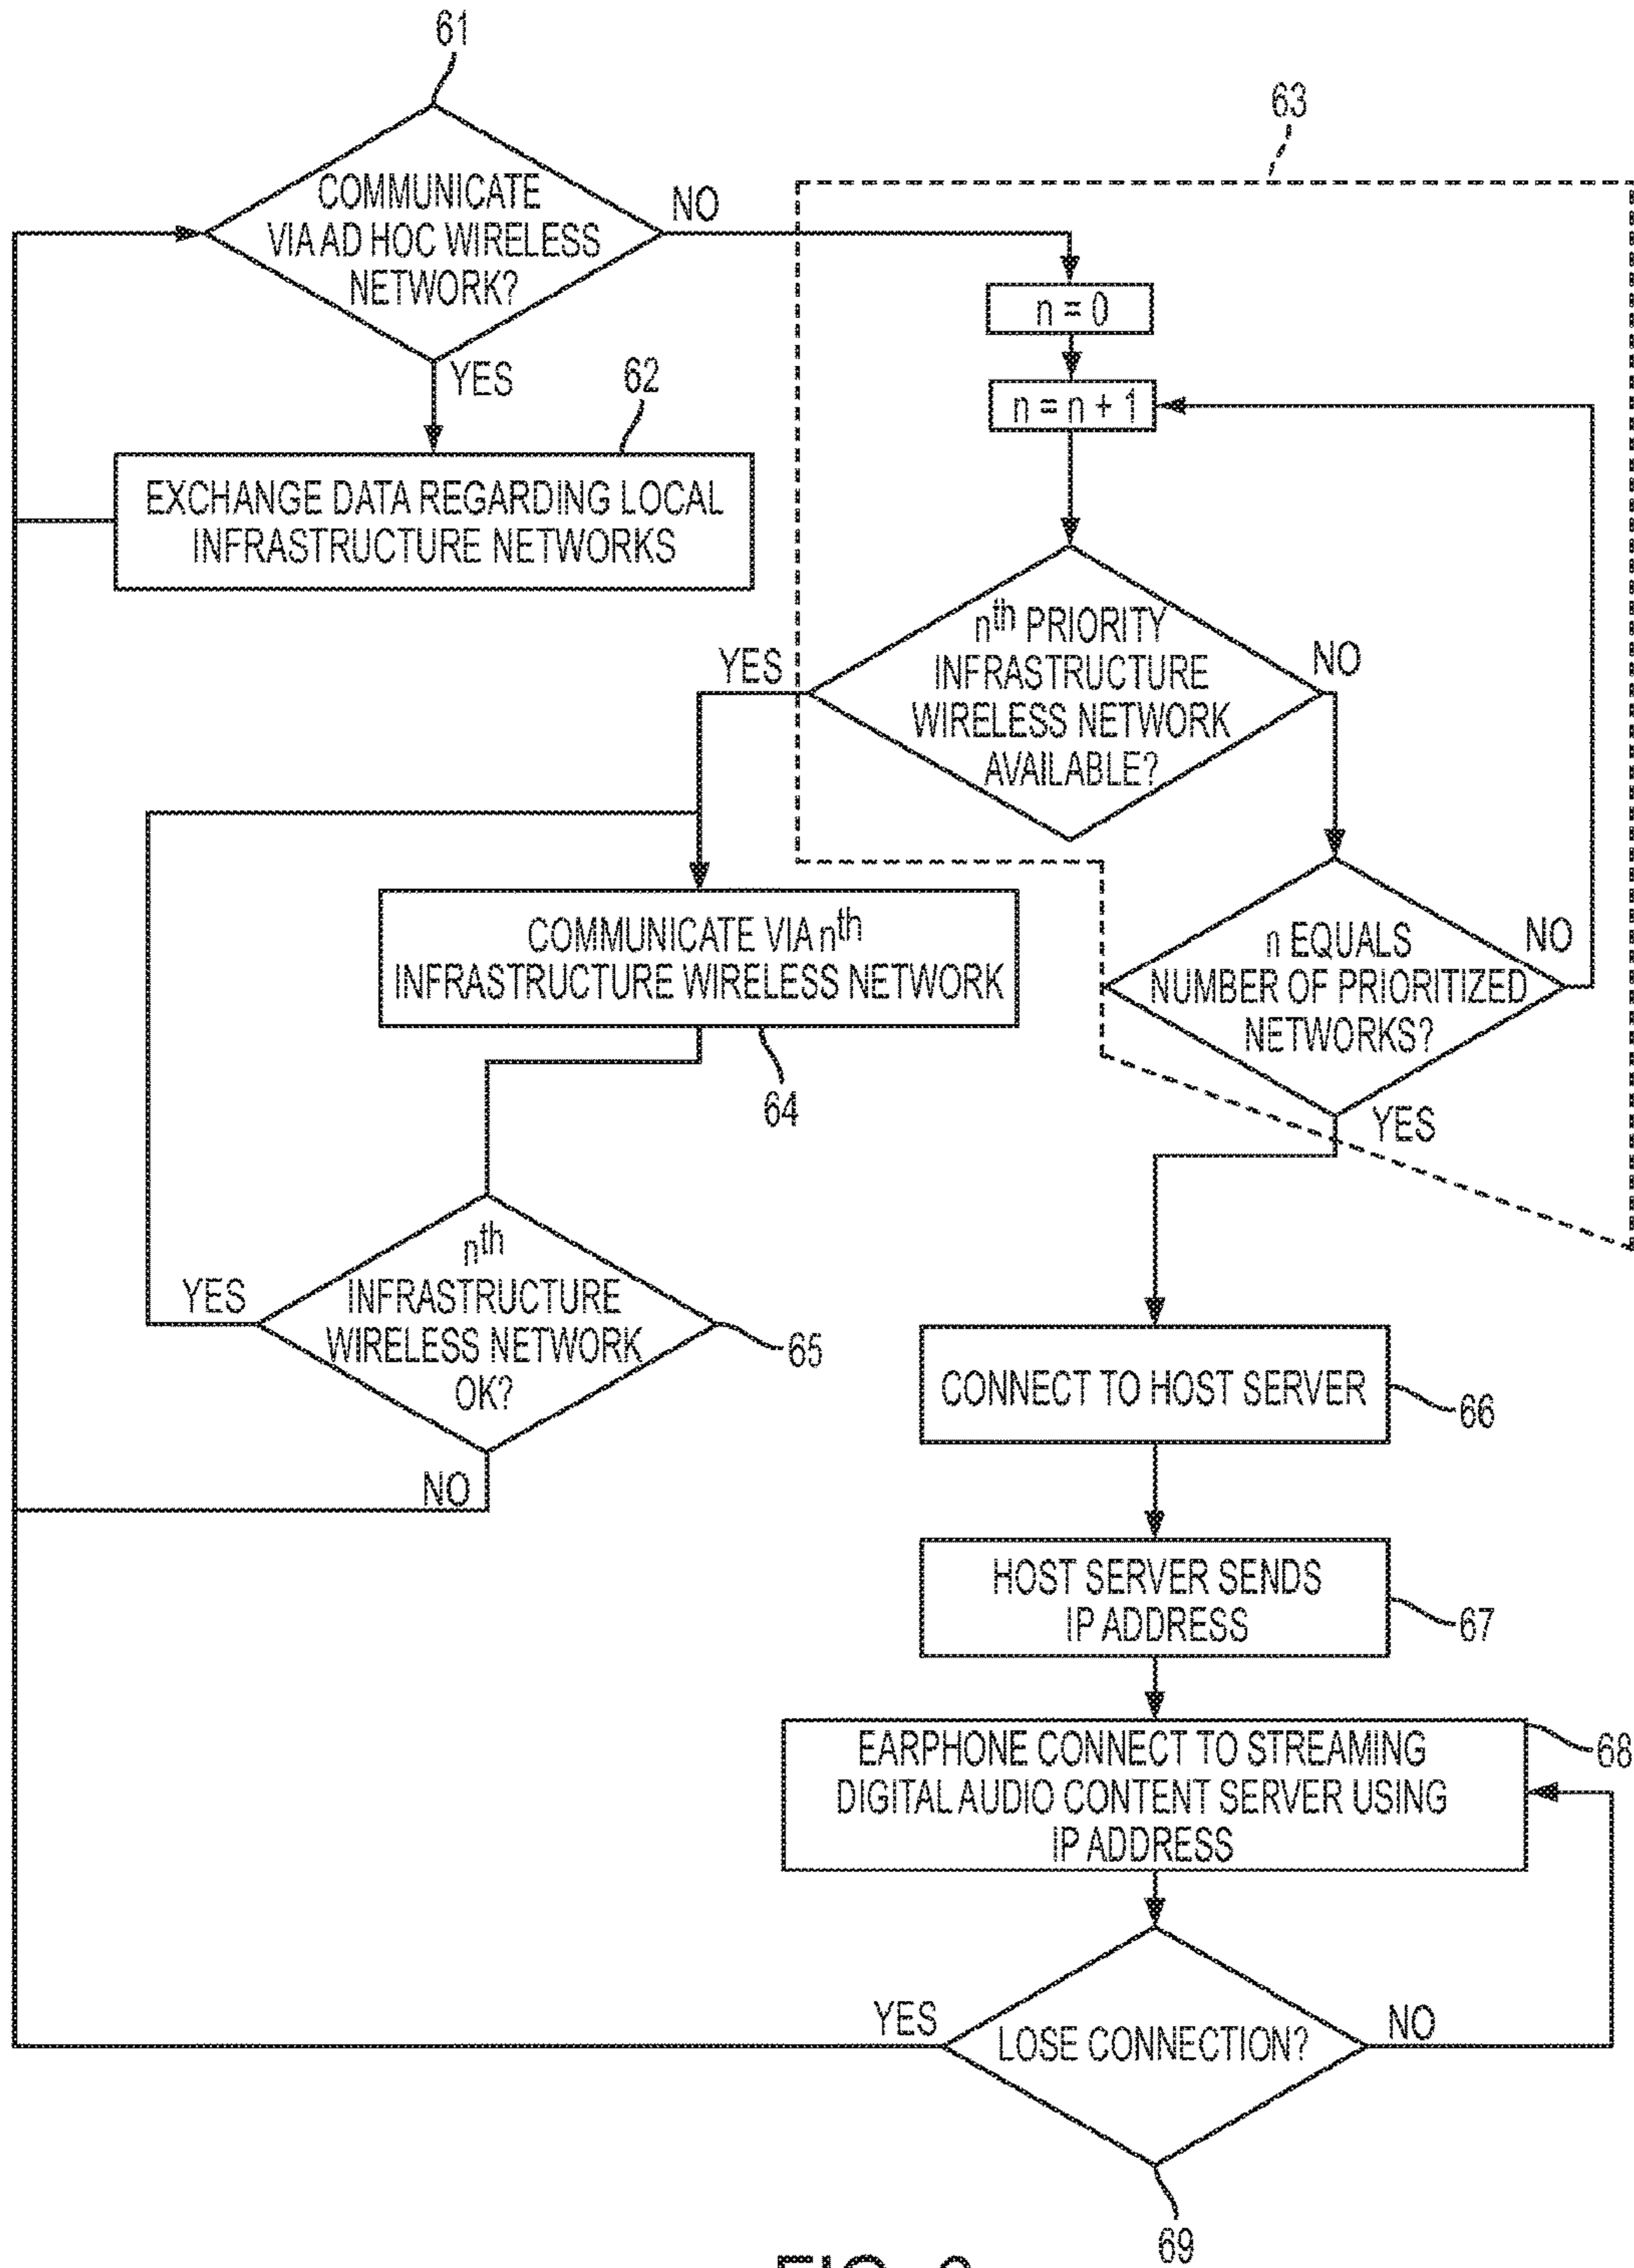 61
63
COMMUNICATE
VIA AD HOC WIRELESS
NETWORK?
NO
YES
n = 0
n = n + 1
62
EXCHANGE DATA REGARDING LOCAL
INFRASTRUCTURE NETWORKS
nth PRIORITY
INFRASTRUCTURE
WIRELESS NETWORK
AVAILABLE?
YES
NO
COMMUNICATE VIA nth
INFRASTRUCTURE WIRELESS NETWORK
64
n EQUALS
NUMBER OF PRIORITIZED
NETWORKS?
NO
YES
nth
INFRASTRUCTURE
WIRELESS NETWORK
OK?
YES
65
NO
CONNECT TO HOST SERVER
66
HOST SERVER SENDS
IP ADDRESS
67
EARPHONE CONNECT TO STREAMING
DIGITAL AUDIO CONTENT SERVER USING
IP ADDRESS
68
YES
LOSE CONNECTION?
NO
69